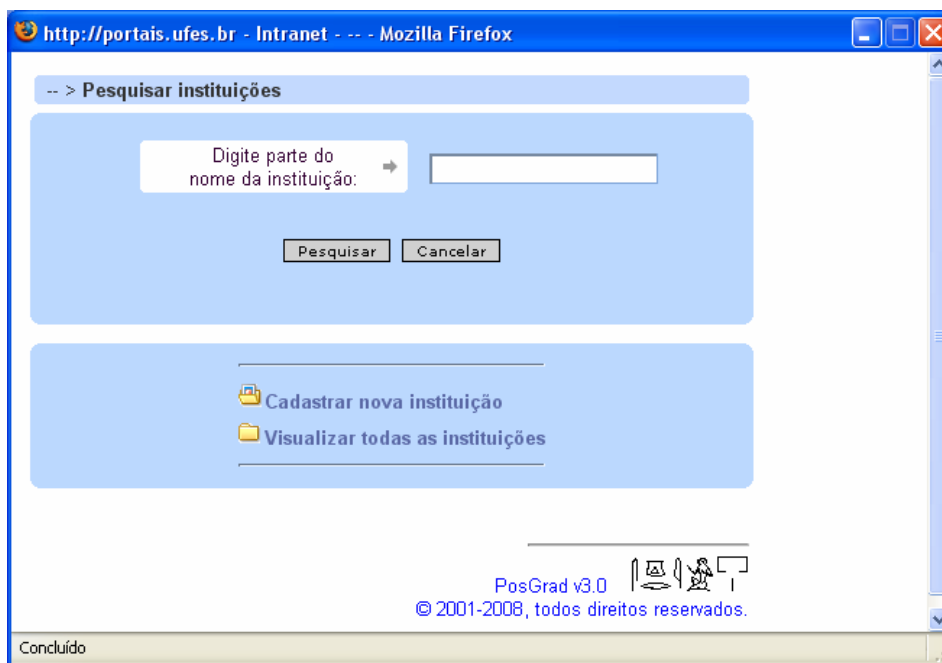 http://portais.ufes.br - Intranet - -- - Mozilla Firefox
-- > Pesquisar instituições
Digite parte do
nome da instituição:
Pesquisar Cancelar
Cadastrar nova instituição
Visualizar todas as instituições
PosGrad v3.0
© 2001-2008, todos direitos reservados.
Concluído